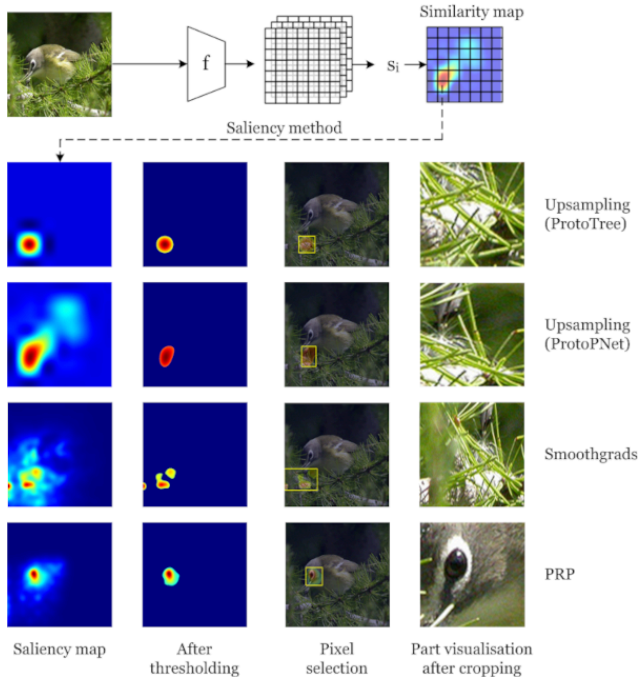 Similarity map
f
sᵢ
Saliency method
Upsampling
(ProtoTree)
Upsampling
(ProtoPNet)
Smoothgrads
PRP
Saliency map
After
thresholding
Pixel
selection
Part visualisation
after cropping